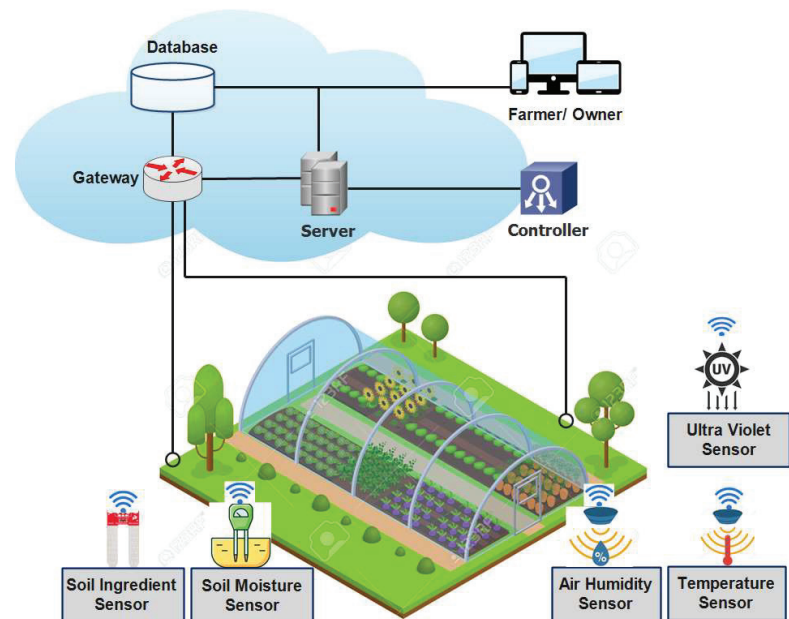 Database
Farmer/ Owner
Gateway
Server
Controller
UV
Ultra Violet
Sensor
%
Soil Ingredient
Sensor
Soil Moisture
Sensor
Air Humidity
Sensor
Temperature
Sensor